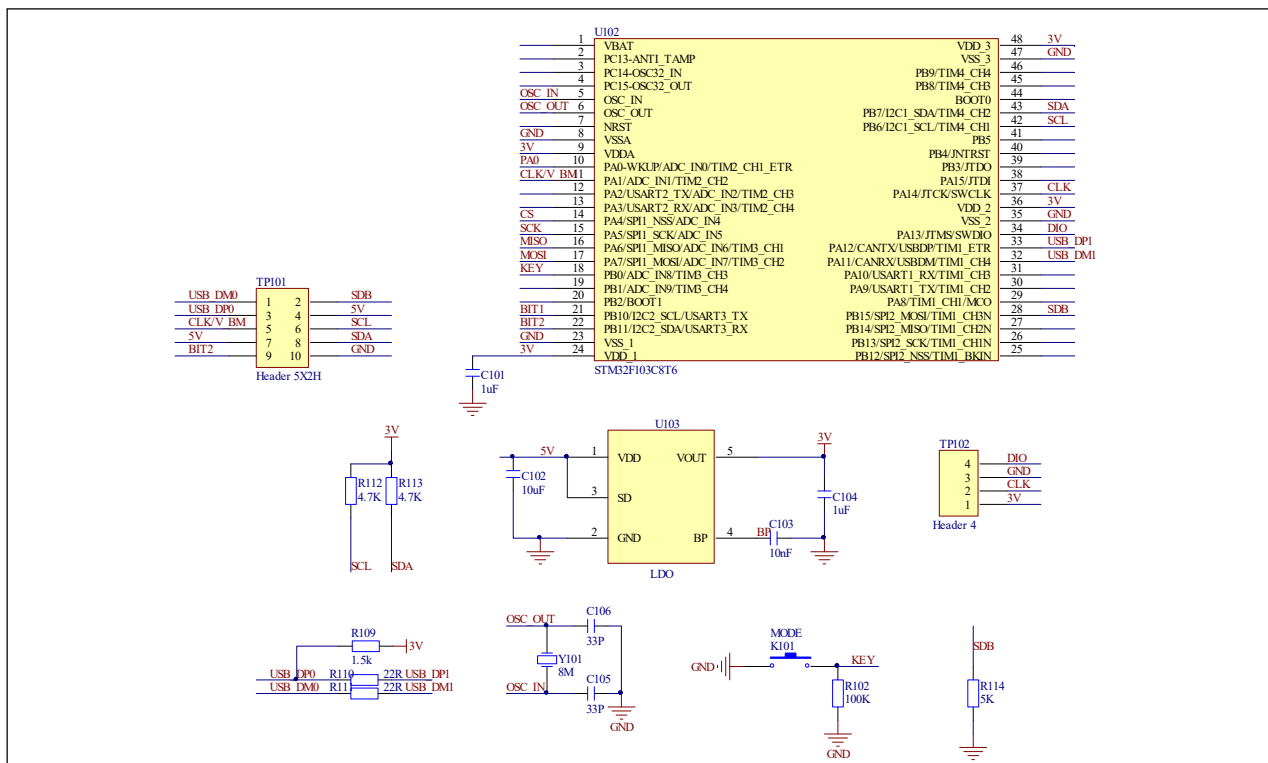 U102
1 VBAT VDD_3 48 3V
2 PC13-ANTI_TAMP VSS_3 47 GND
3 PC14-OSC32_IN PB9/TIM4_CH4 46
4 PC15-OSC32_OUT PB8/TIM4_CH3 45
OSC_IN 5 OSC_IN BOOT0 44
OSC_OUT 6 OSC_OUT PB7/I2C1_SDA/TIM4_CH2 43 SDA
7 NRST PB6/I2C1_SCL/TIM4_CH1 42 SCL
GND 8 VSSA PB5 41
3V 9 VDDA PB4/JNTRST 40
PA0 10 PA0-WKUP/ADC_IN0/TIM2_CH1_ETR PB3/JTDO 39
CLK/V_BM 11 PA1/ADC_IN1/TIM2_CH2 PA15/JTDI 38
12 PA2/USART2_TX/ADC_IN2/TIM2_CH3 PA14/JTCK/SWCLK 37 CLK
13 PA3/USART2_RX/ADC_IN3/TIM2_CH4 VDD_2 36 3V
CS 14 PA4/SPI1_NSS/ADC_IN4 VSS_2 35 GND
SCK 15 PA5/SPI1_SCK/ADC_IN5 PA13/JTMS/SWDIO 34 DIO
MISO 16 PA6/SPI1_MISO/ADC_IN6/TIM3_CH1 PA12/CANTX/USBDP/TIM1_ETR 33 USB_DP1
MOSI 17 PA7/SPI1_MOSI/ADC_IN7/TIM3_CH2 PA11/CANRX/USBDM/TIM1_CH4 32 USB_DM1
KEY 18 PB0/ADC_IN8/TIM3_CH3 PA10/USART1_RX/TIM1_CH3 31
19 PB1/ADC_IN9/TIM3_CH4 PA9/USART1_TX/TIM1_CH2 30
20 PB2/BOOT1 PA8/TIM1_CH1/MCO 29
BIT1 21 PB10/I2C2_SCL/USART3_TX PB15/SPI2_MOSI/TIM1_CH3N 28 SDB
BIT2 22 PB11/I2C2_SDA/USART3_RX PB14/SPI2_MISO/TIM1_CH2N 27
GND 23 VSS_1 PB13/SPI2_SCK/TIM1_CH1N 26
3V 24 VDD_1 PB12/SPI2_NSS/TIM1_BKIN 25
STM32F103C8T6
C101
1uF
TP101
USB_DM0 1 2 SDB
USB_DP0 3 4 5V
CLK/V_BM 5 6 SCL
5V 7 8 SDA
BIT2 9 10 GND
Header 5X2H
3V
R112 R113
4.7K 4.7K
SCL SDA
U103
5V 1 VDD VOUT 5 3V
C102
10uF
3 SD
C104
1uF
2 GND BP 4 BP C103
10nF
LDO
TP102
4 DIO
3 GND
2 CLK
1 3V
Header 4
R109 3V
1.5k
USB_DP0 R110 22R USB_DP1
USB_DM0 R111 22R USB_DM1
OSC_OUT C106
33P
Y101
8M
OSC_IN C105
33P
GND
MODE
K101
GND KEY
R102
100K
GND
SDB
R114
5K